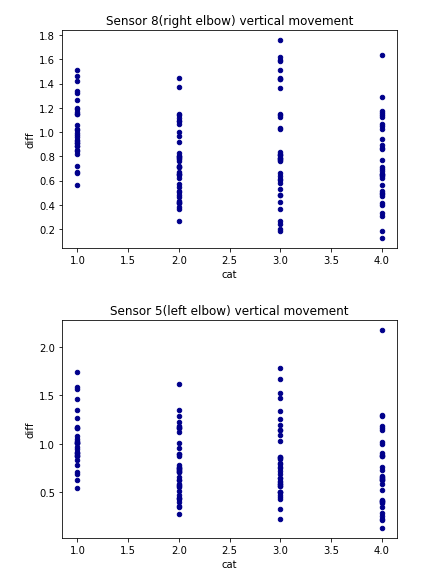 Sensor 8(right elbow) vertical movement
1.8
1.6
1.4
1.2
1.0
0.8
0.6
0.4
0.2
diff
1.0 1.5 2.0 2.5 3.0 3.5 4.0
cat
Sensor 5(left elbow) vertical movement
2.0
1.5
1.0
0.5
diff
1.0 1.5 2.0 2.5 3.0 3.5 4.0
cat